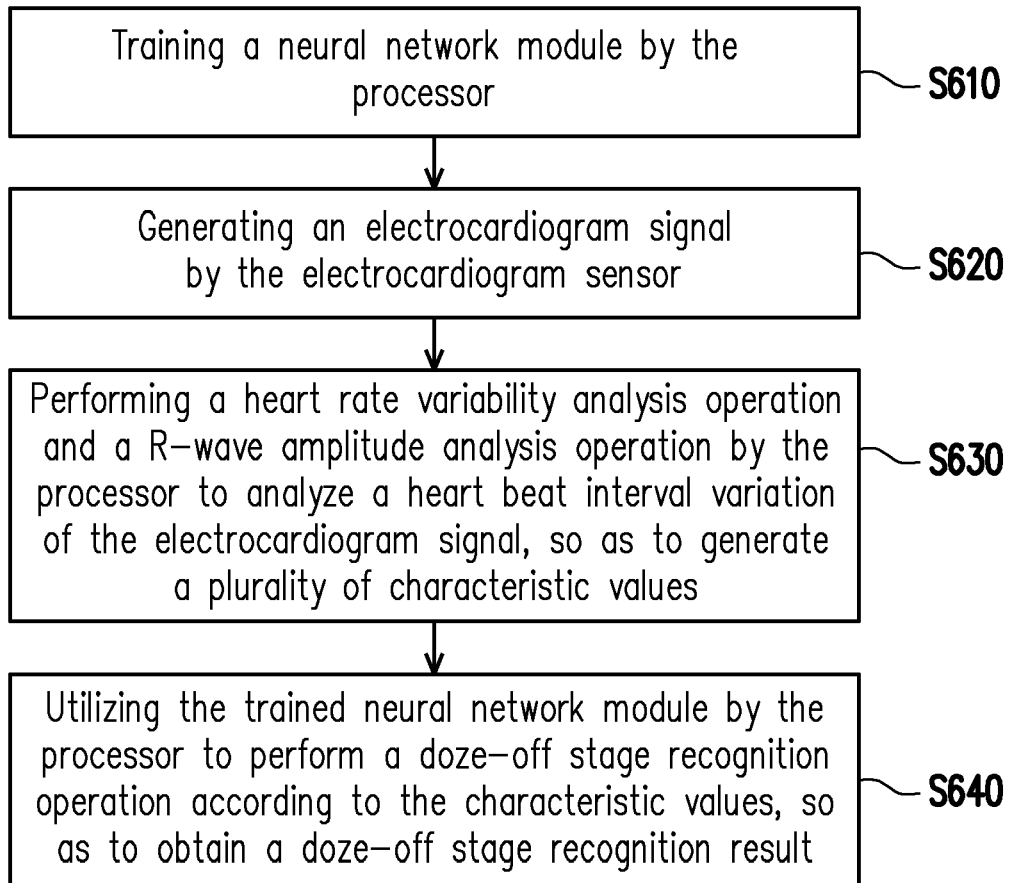 Training a neural network module by the
processor
S610
Generating an electrocardiogram signal
by the electrocardiogram sensor
S620
Performing a heart rate variability analysis operation
and a R-wave amplitude analysis operation by the
processor to analyze a heart beat interval variation
of the electrocardiogram signal, so as to generate
a plurality of characteristic values
S630
Utilizing the trained neural network module by the
processor to perform a doze-off stage recognition
operation according to the characteristic values, so
as to obtain a doze-off stage recognition result
S640